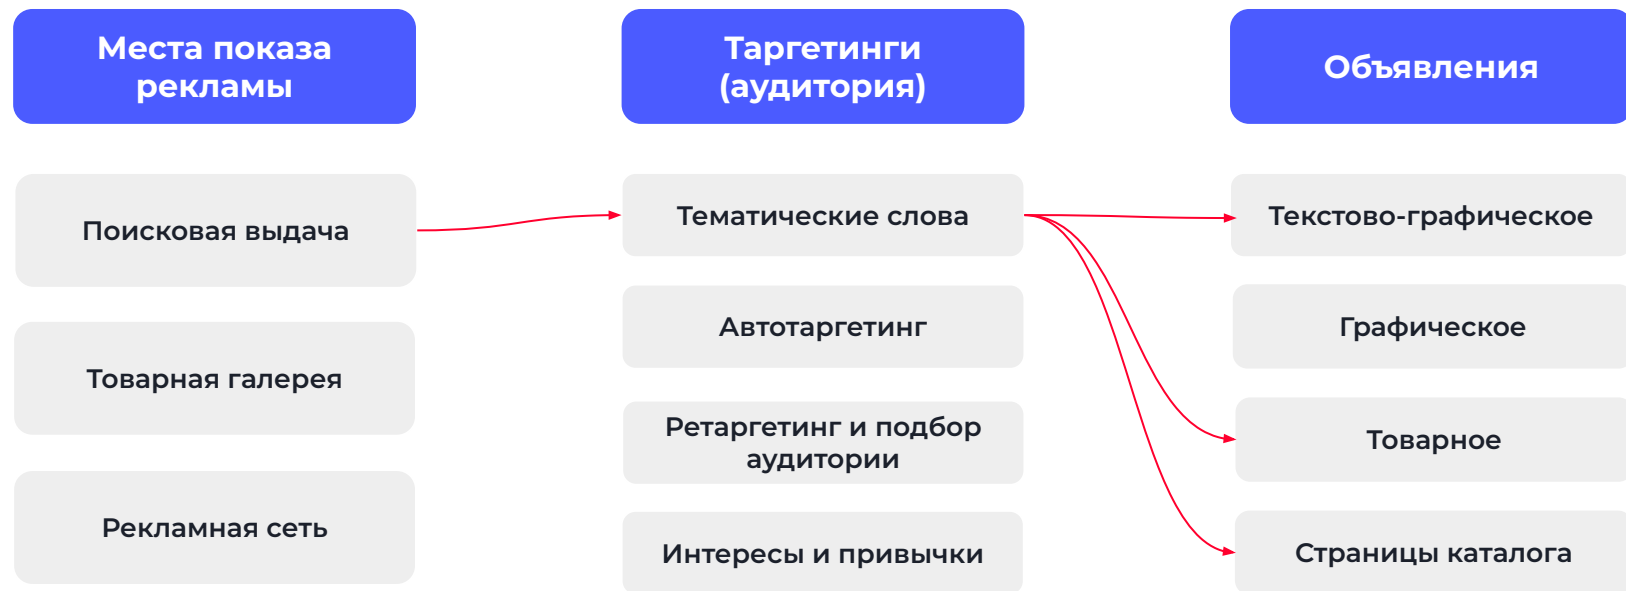 Места показа
рекламы
Таргетинги
(аудитория)
Объявления
Поисковая выдача
Тематические слова
Текстово-графическое
Автотаргетинг
Графическое
Товарная галерея
Ретаргетинг и подбор
аудитории
Товарное
Рекламная сеть
Интересы и привычки
Страницы каталога